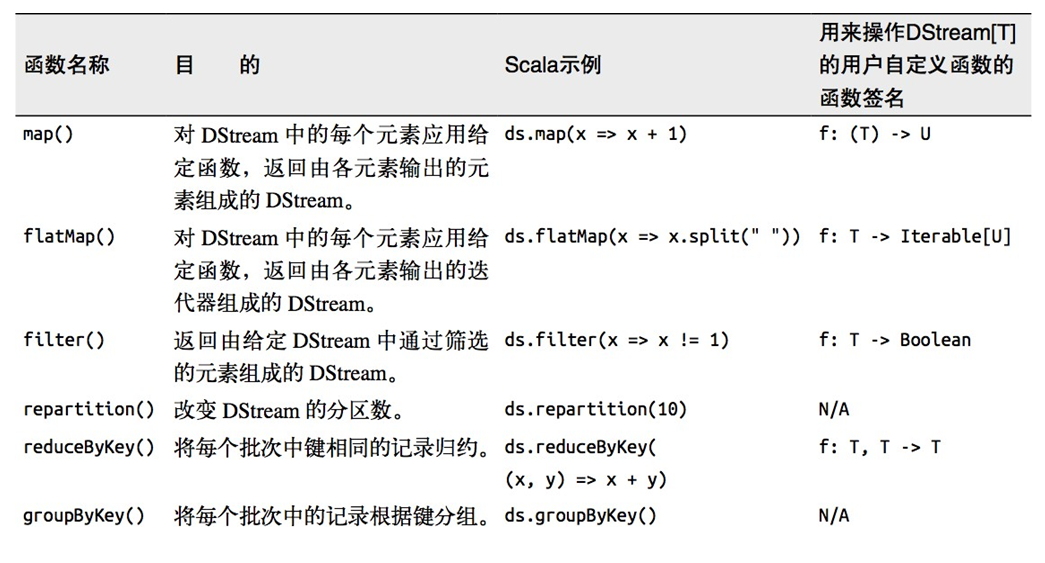 函数名称 目 的 Scala示例 用来操作DStream[T]
的用户自定义函数的
函数签名
map() 对 DStream 中的每个元素应用给 ds.map(x => x + 1) f: (T) -> U
定函数，返回由各元素输出的元
素组成的 DStream。
flatMap() 对 DStream 中的每个元素应用给 ds.flatMap(x => x.split(" ")) f: T -> Iterable[U]
定函数，返回由各元素输出的迭
代器组成的 DStream。
filter() 返回由给定 DStream 中通过筛选 ds.filter(x => x != 1) f: T -> Boolean
的元素组成的 DStream。
repartition() 改变 DStream 的分区数。 ds.repartition(10) N/A
reduceByKey() 将每个批次中键相同的记录归约。 ds.reduceByKey( f: T, T -> T
(x, y) => x + y)
groupByKey() 将每个批次中的记录根据键分组。 ds.groupByKey() N/A